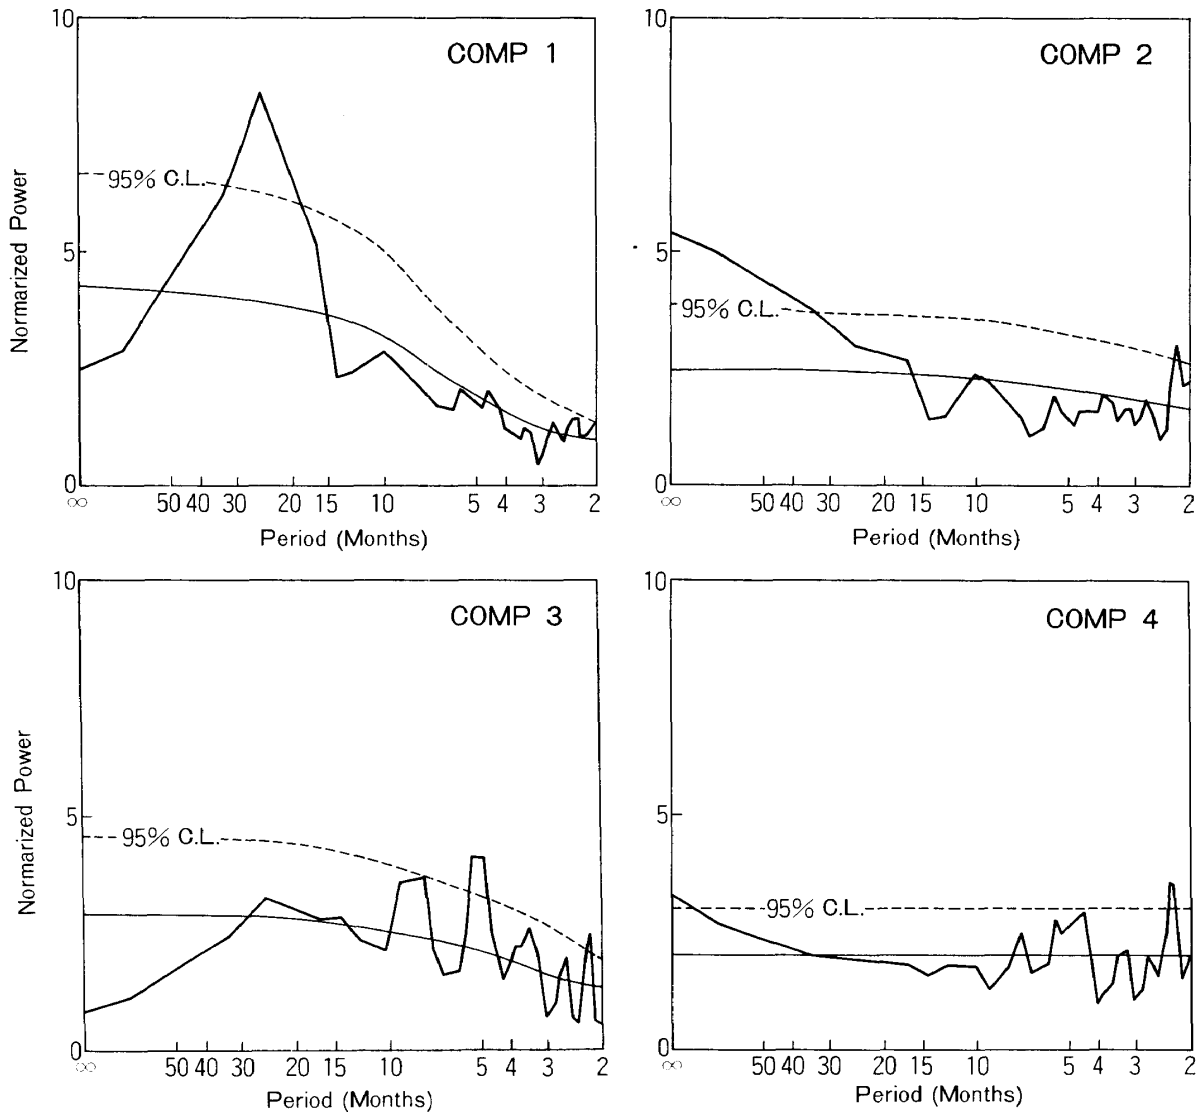 COMP 1
Normarized Power
10
5
0
95% C.L.
∞ 50 40 30 20 15 10 5 4 3 2
Period (Months)
COMP 2
10
5
0
95% C.L.
∞ 50 40 30 20 15 10 5 4 3 2
Period (Months)
COMP 3
Normarized Power
10
5
0
95% C.L.
∞ 50 40 30 20 15 10 5 4 3 2
Period (Months)
COMP 4
10
5
0
95% C.L.
∞ 50 40 30 20 15 10 5 4 3 2
Period (Months)